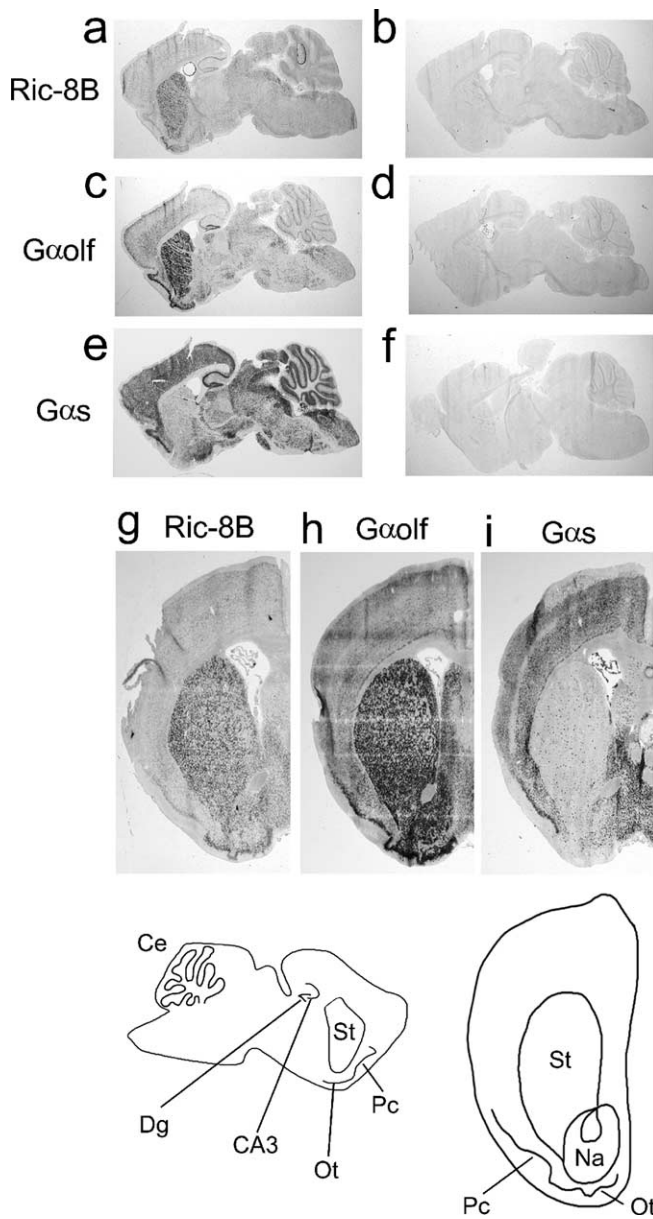 a b
Ric-8B
c d
Gαolf
e f
Gαs
g Ric-8B h Gαolf i Gαs
Ce
St
Dg
CA3
Ot
Pc
St
Na
Pc
Ot